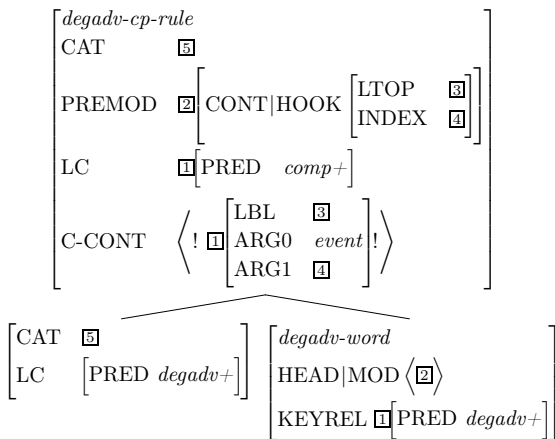 degadv-cp-rule
CAT 5
PREMOD 2 [CONT|HOOK [LTOP 3
INDEX 4]]
LC 1 [PRED comp+]
C-CONT ⟨! 1 [LBL 3
ARG0 event
ARG1 4] !⟩
[CAT 5
LC [PRED degadv+]]
[degadv-word
HEAD|MOD ⟨2⟩
KEYREL 1 [PRED degadv+]]